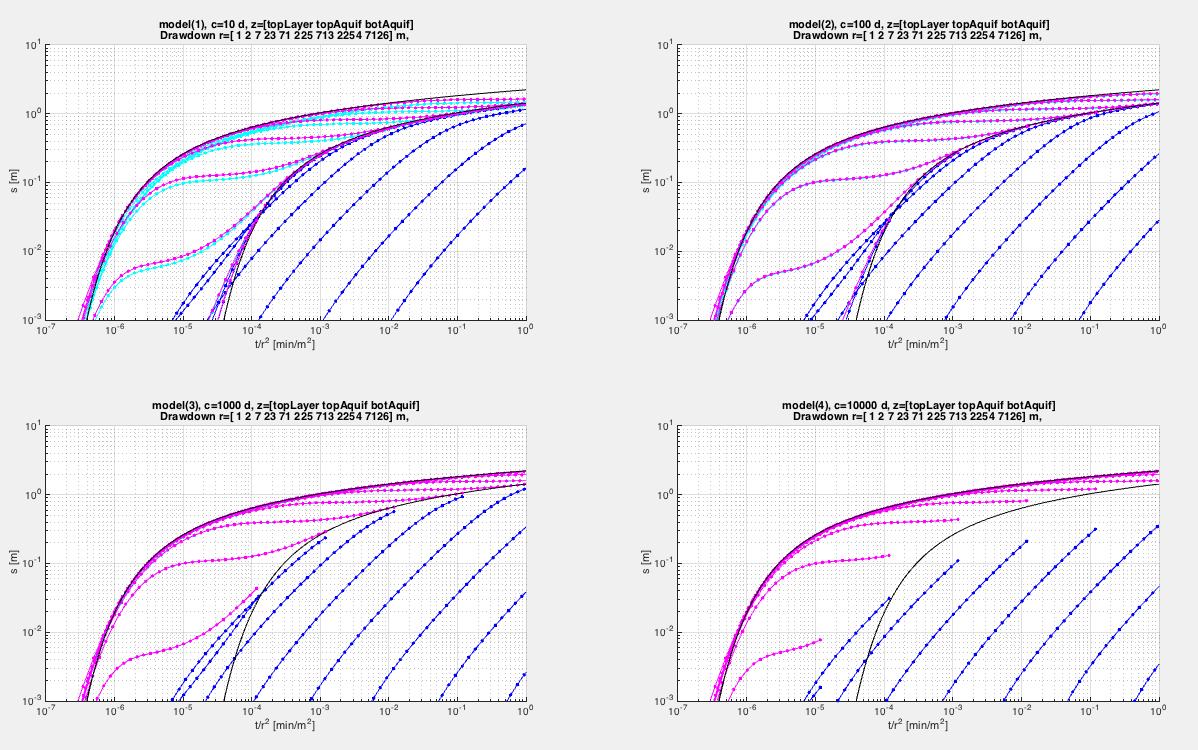 model(1), c=10 d, z=[topLayer topAquif botAquif]
Drawdown r=[ 1 2 7 23 71 225 713 2254 7126] m,
10^1
10^0
10^-1
10^-2
10^-3
s [m]
10^-7 10^-6 10^-5 10^-4 10^-3 10^-2 10^-1 10^0
t/r^2 [min/m^2]
model(2), c=100 d, z=[topLayer topAquif botAquif]
Drawdown r=[ 1 2 7 23 71 225 713 2254 7126] m,
10^1
10^0
10^-1
10^-2
10^-3
s [m]
10^-7 10^-6 10^-5 10^-4 10^-3 10^-2 10^-1 10^0
t/r^2 [min/m^2]
model(3), c=1000 d, z=[topLayer topAquif botAquif]
Drawdown r=[ 1 2 7 23 71 225 713 2254 7126] m,
10^1
10^0
10^-1
10^-2
10^-3
s [m]
10^-7 10^-6 10^-5 10^-4 10^-3 10^-2 10^-1 10^0
t/r^2 [min/m^2]
model(4), c=10000 d, z=[topLayer topAquif botAquif]
Drawdown r=[ 1 2 7 23 71 225 713 2254 7126] m,
10^1
10^0
10^-1
10^-2
10^-3
s [m]
10^-7 10^-6 10^-5 10^-4 10^-3 10^-2 10^-1 10^0
t/r^2 [min/m^2]